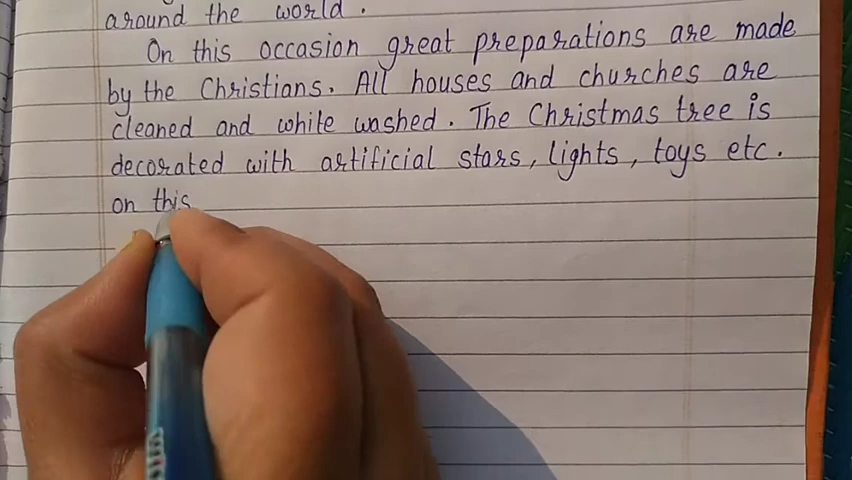 around the world.
On this occasion great preparations are made
by the Christians. All houses and churches are
cleaned and white washed. The Christmas tree is
decorated with artificial stars, lights, toys etc.
on this